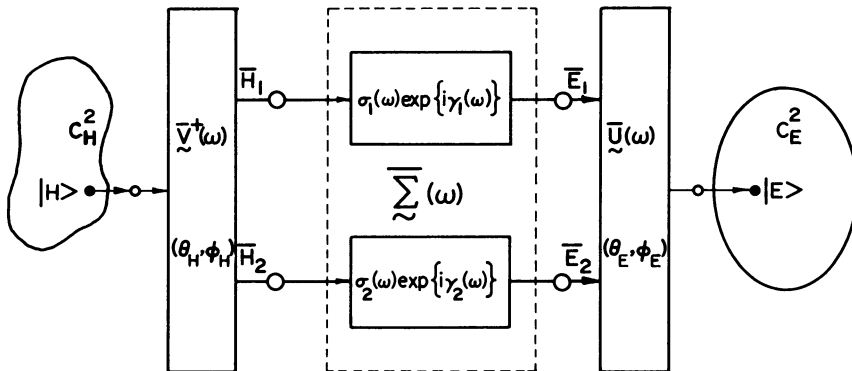 C²_H
|H>
V̄⁺(ω)
~
(θ_H,ϕ_H)
H̄₁
H̄₂
σ₁(ω)exp{iγ₁(ω)}
Σ̄(ω)
~
σ₂(ω)exp{iγ₂(ω)}
Ē₁
Ē₂
Ū(ω)
~
(θ_E,ϕ_E)
C²_E
|E>